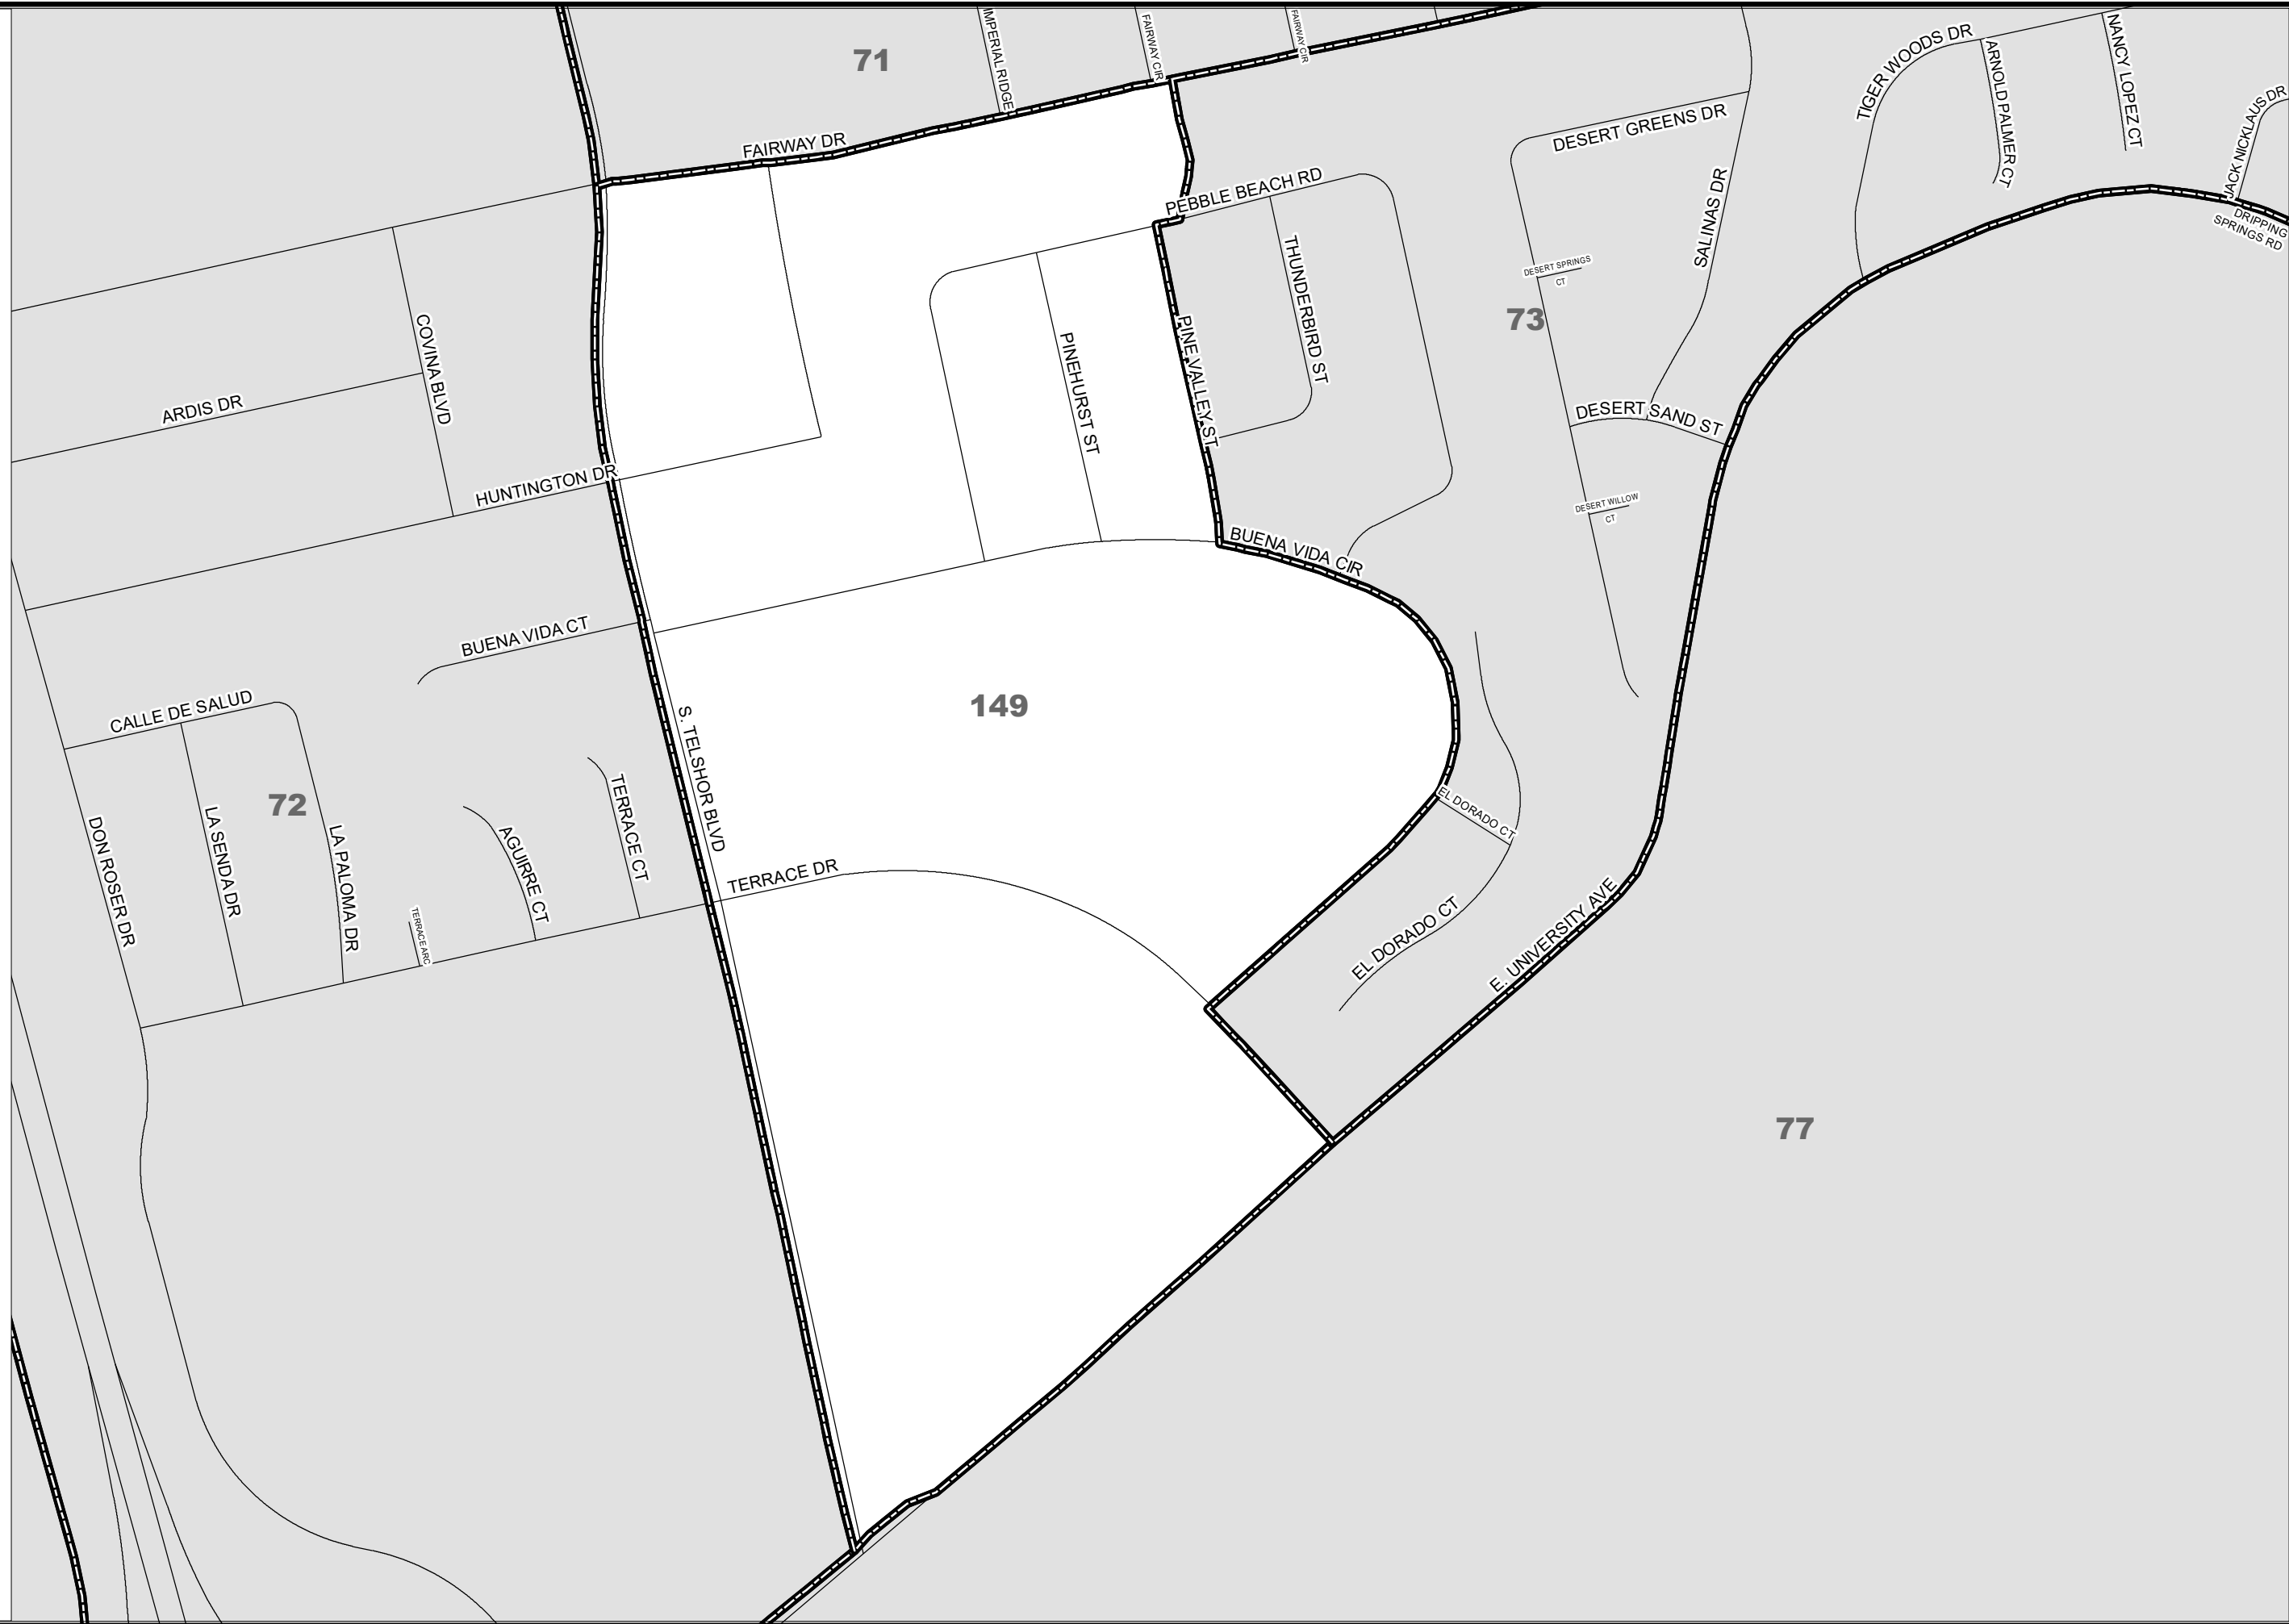 71
IMPERIAL RIDGE
FAIRWAY CIR
FAIRWAY CIR
TIGER WOODS DR
ARNOLD PALMER CT
NANCY LOPEZ CT
JACK NICKLAUS DR
DRIPPING
SPRINGS RD
FAIRWAY DR
DESERT GREENS DR
PEBBLE BEACH RD
SALINAS DR
THUNDERBIRD ST
DESERT SPRINGS
CT
73
COVINA BLVD
PINEHURST ST
PINE VALLEY ST
ARDIS DR
DESERT SAND ST
HUNTINGTON DR
DESERT WILLOW
CT
BUENA VIDA CIR
BUENA VIDA CT
CALLE DE SALUD
149
S. TELSHOR BLVD
72
DON ROSER DR
LA SENDA DR
LA PALOMA DR
AGUIRRE CT
TERRACE CT
TERRACE ARC
TERRACE DR
EL DORADO CT
EL DORADO CT
E. UNIVERSITY AVE
77